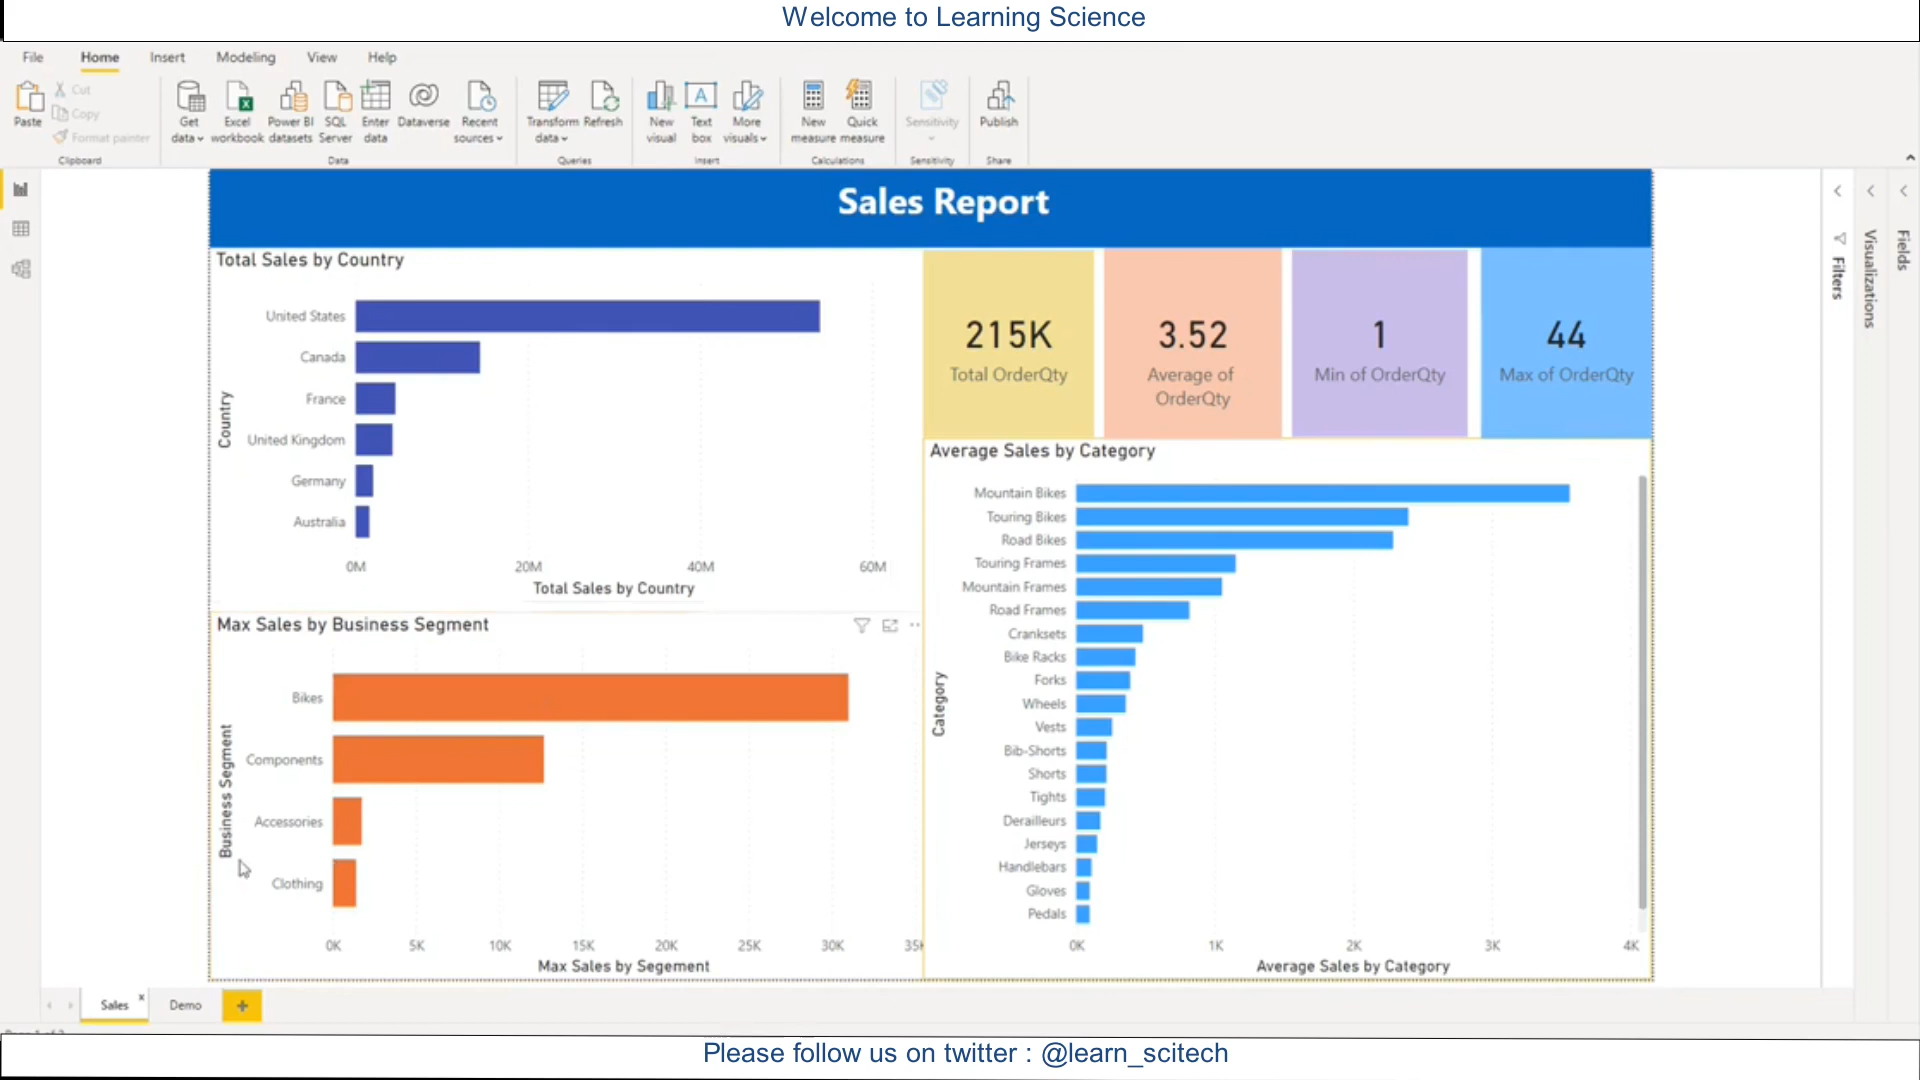 Welcome to Learning Science
File Home Insert Modeling View Help
Paste
Cut
Copy
Format painter
Clipboard
Get data
Excel workbook
Power BI datasets
SQL Server
Enter data
Dataverse
Recent sources
Data
Transform data
Refresh
Queries
New visual
Text box
More visuals
Insert
New measure
Quick measure
Calculations
Sensitivity
Sensitivity
Publish
Share
Sales Report
Total Sales by Country
Country
United States
Canada
France
United Kingdom
Germany
Australia
0M 20M 40M 60M
Total Sales by Country
215K
Total OrderQty
3.52
Average of
OrderQty
1
Min of OrderQty
44
Max of OrderQty
Filters
Visualizations
Fields
Max Sales by Business Segment
Business Segment
Bikes
Components
Accessories
Clothing
0K 5K 10K 15K 20K 25K 30K 35K
Max Sales by Segement
Average Sales by Category
Category
Mountain Bikes
Touring Bikes
Road Bikes
Touring Frames
Mountain Frames
Road Frames
Cranksets
Bike Racks
Forks
Wheels
Vests
Bib-Shorts
Shorts
Tights
Derailleurs
Jerseys
Handlebars
Gloves
Pedals
0K 1K 2K 3K 4K
Average Sales by Category
Sales Demo
Please follow us on twitter : @learn_scitech